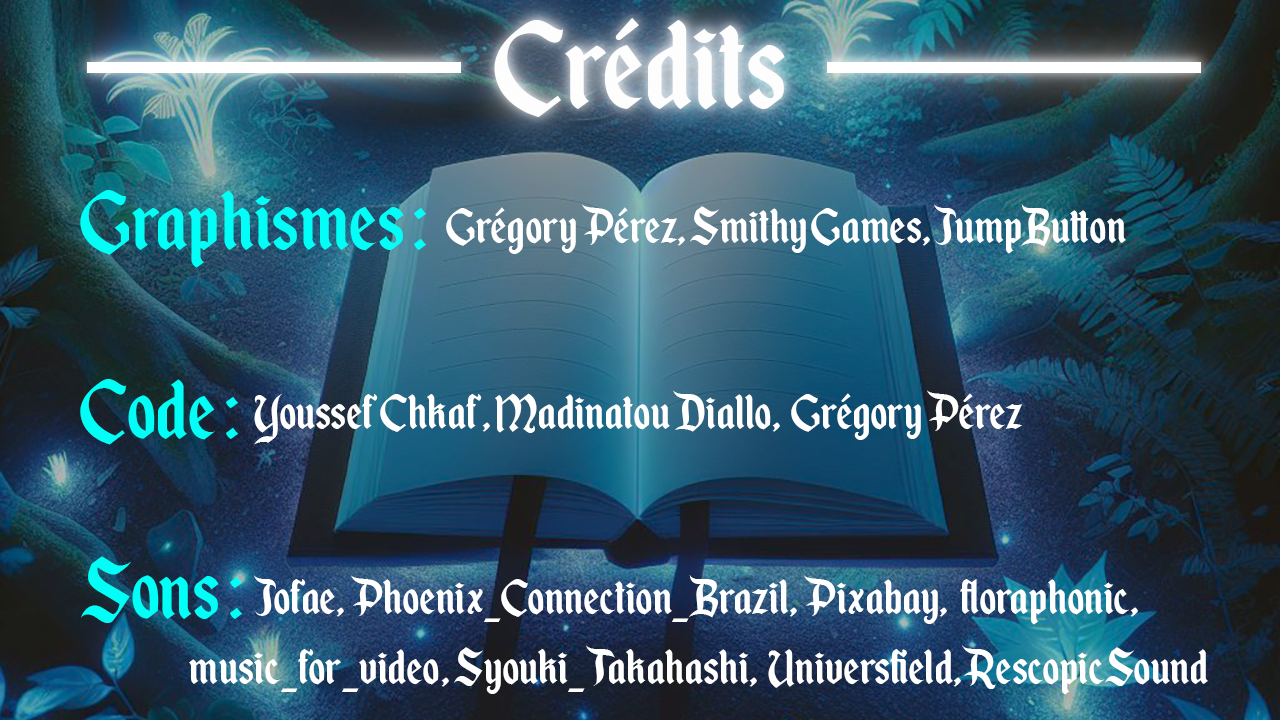 Crédits
Graphismes : Grégory Pérez, SmithyGames, JumpButton
Code : Youssef Chkaf, Madinatou Diallo, Grégory Pérez
Sons : Jofae, Phoenix_Connection_Brazil, Pixabay, floraphonic,
music_for_video, Syouki_Takahashi, Universfield, RescopicSound